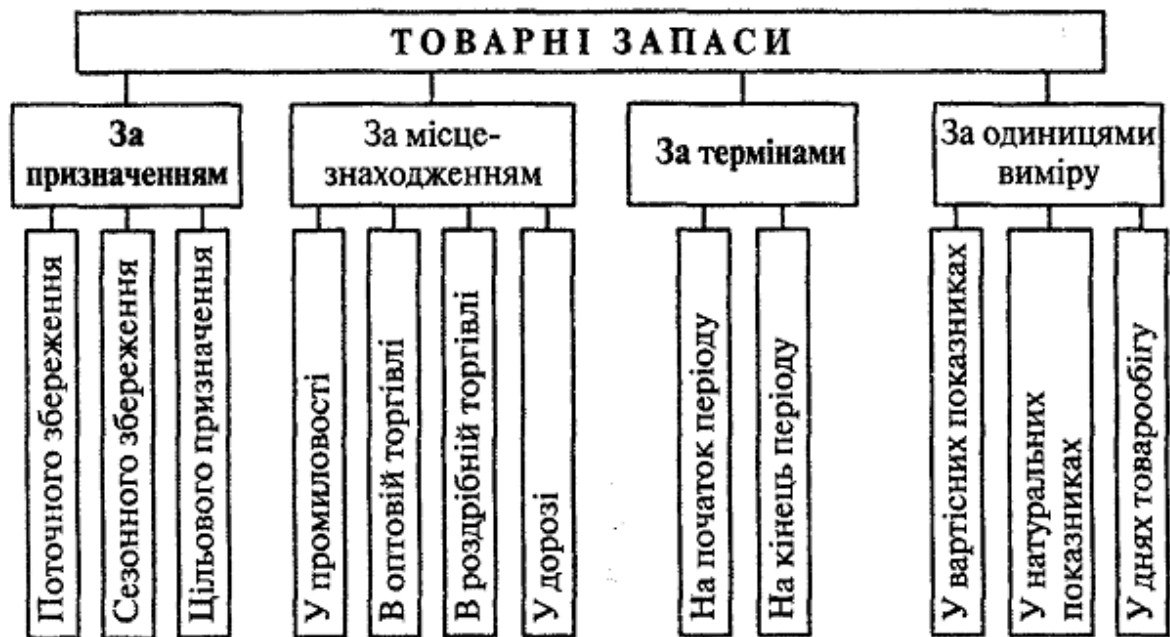 ТОВАРНІ ЗАПАСИ
За
призначенням
За місце-
знаходженням
За термінами
За одиницями
виміру
Поточного збереження
Сезонного збереження
Цільового призначення
У промиловості
В оптовій торгівлі
В роздрібній торгівлі
У дорозі
На початок періоду
На кінець періоду
У вартісних показниках
У натуральних
показниках
У днях товарообігу